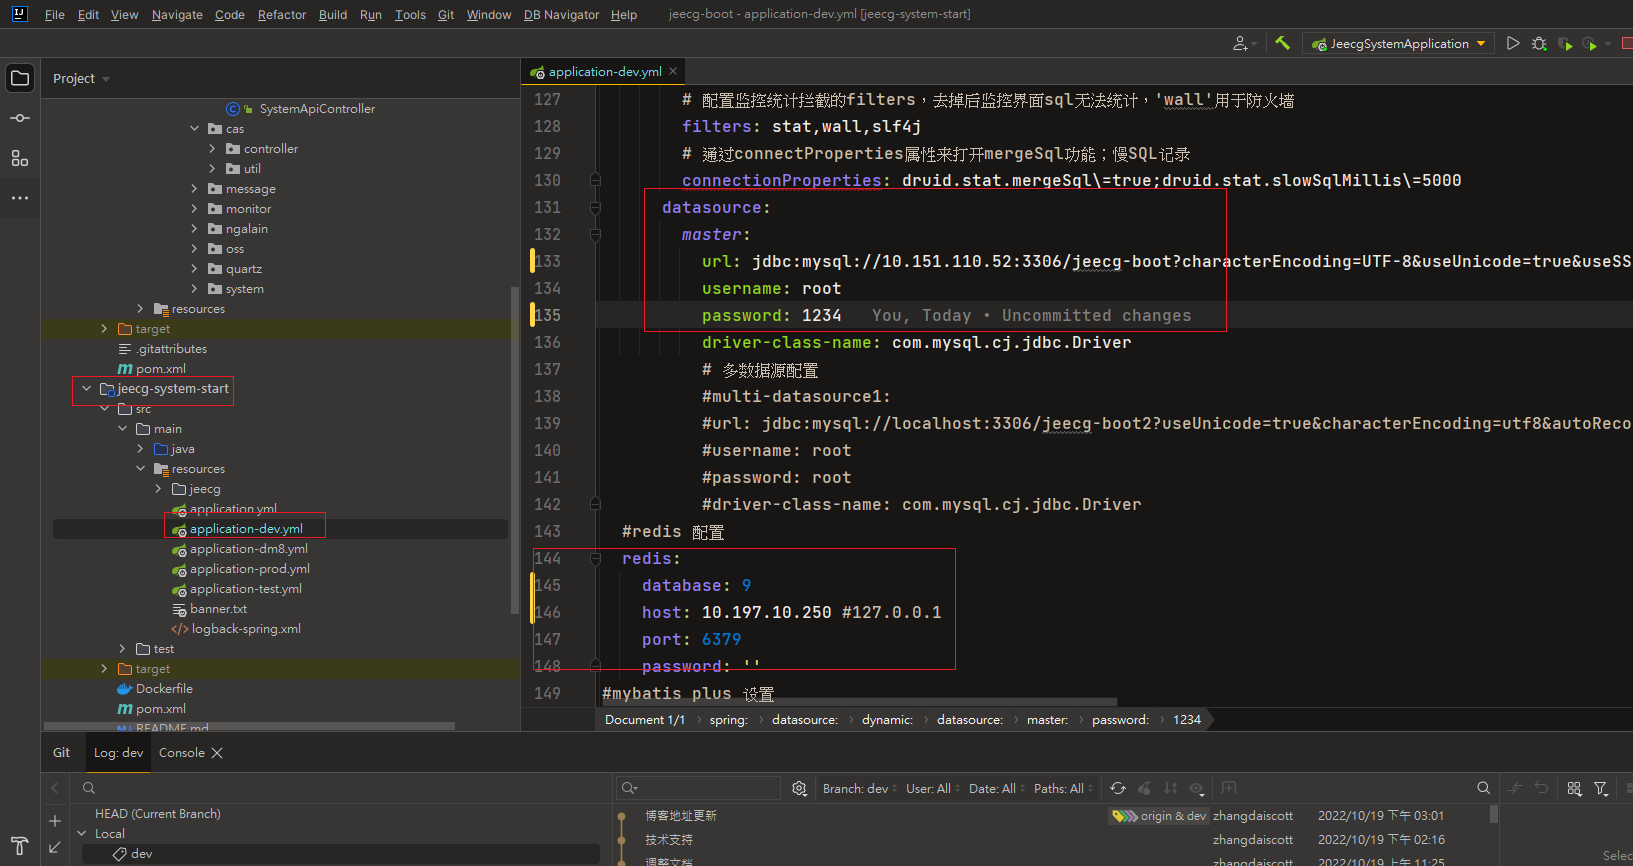 File Edit View Navigate Code Refactor Build Run Tools Git Window DB Navigator Help jeecg-boot - application-dev.yml [jeecg-system-start]
JeecgSystemApplication
Project
application-dev.yml
SystemApiController
cas
controller
util
message
monitor
ngalain
oss
quartz
system
resources
target
.gitattributes
pom.xml
jeecg-system-start
src
main
java
resources
jeecg
application.yml
application-dev.yml
application-dm8.yml
application-prod.yml
application-test.yml
banner.txt
logback-spring.xml
test
target
Dockerfile
pom.xml
README.md
127 # 配置监控统计拦截的filters，去掉后监控界面sql无法统计，'wall'用于防火墙
128 filters: stat,wall,slf4j
129 # 通过connectProperties属性来打开mergeSql功能；慢SQL记录
130 connectionProperties: druid.stat.mergeSql\=true;druid.stat.slowSqlMillis\=5000
131 datasource:
132 master:
133 url: jdbc:mysql://10.151.110.52:3306/jeecg-boot?characterEncoding=UTF-8&useUnicode=true&useSS
134 username: root
135 password: 1234 You, Today • Uncommitted changes
136 driver-class-name: com.mysql.cj.jdbc.Driver
137 # 多数据源配置
138 #multi-datasource1:
139 #url: jdbc:mysql://localhost:3306/jeecg-boot2?useUnicode=true&characterEncoding=utf8&autoReco
140 #username: root
141 #password: root
142 #driver-class-name: com.mysql.cj.jdbc.Driver
143 #redis 配置
144 redis:
145 database: 9
146 host: 10.197.10.250 #127.0.0.1
147 port: 6379
148 password: ''
149 #mybatis plus 设置
Document 1/1 spring: datasource: dynamic: datasource: master: password: 1234
Git Log: dev Console
Branch: dev User: All Date: All Paths: All
HEAD (Current Branch)
Local
dev
博客地址更新 origin & dev zhangdaiscott 2022/10/19 下午 03:01
技术支持 zhangdaiscott 2022/10/19 下午 02:16
调整文档 zhangdaiscott 2022/10/19 上午 11:25
Selec